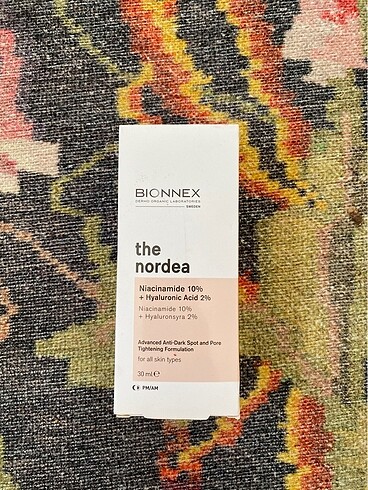 BIONNEX
DERMO ORGANIC LABORATORIES
SWEDEN
the
nordea
Niacinamide 10%
+ Hyaluronic Acid 2%
Niacinamide 10%
+ Hyaluronsyra 2%
Advanced Anti-Dark Spot and Pore
Tightening Formulation
for all skin types
30 ml ℮
PM/AM